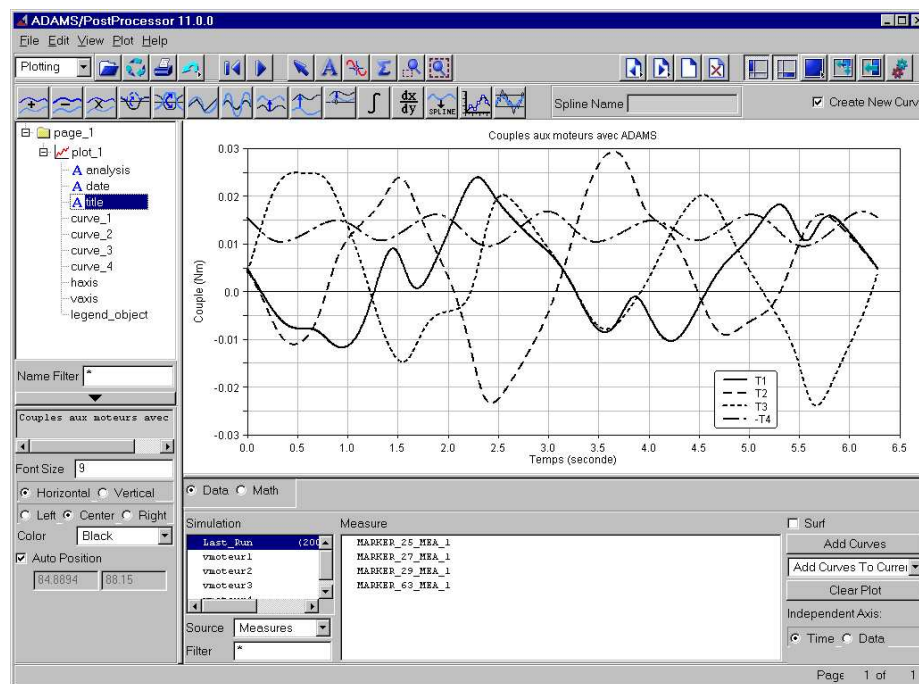 ADAMS/PostProcessor 11.0.0
File Edit View Plot Help
Plotting
dx
dy
SPLINE
Spline Name
Create New Curv
page_1
plot_1
A analysis
A date
A title
curve_1
curve_2
curve_3
curve_4
haxis
vaxis
legend_object
Name Filter *
Couples aux moteurs avec
Font Size 9
Horizontal Vertical
Left Center Right
Color Black
Auto Position
84.8894 88.15
Couples aux moteurs avec ADAMS
0.03
0.02
0.01
0.0
-0.01
-0.02
-0.03
Couple (Nm)
T1
T2
T3
-T4
0.0 0.5 1.0 1.5 2.0 2.5 3.0 3.5 4.0 4.5 5.0 5.5 6.0 6.5
Temps (seconde)
Data Math
Simulation
Last_Run (200
vmoteur1
vmoteur2
vmoteur3
Source Measures
Filter *
Measure
MARKER_25_MEA_1
MARKER_27_MEA_1
MARKER_29_MEA_1
MARKER_63_MEA_1
Surf
Add Curves
Add Curves To Currer
Clear Plot
Independent Axis:
Time Data
Page 1 of 1